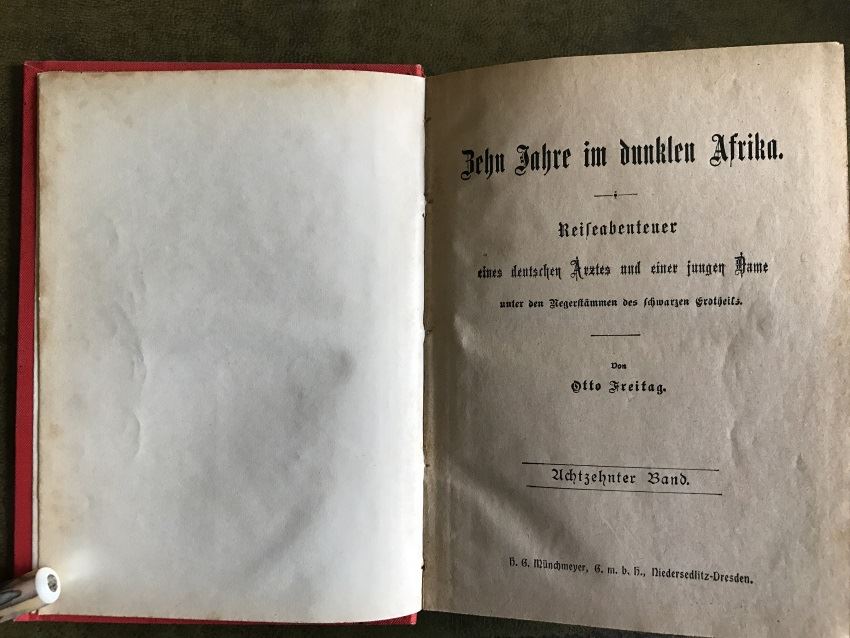 Zehn Jahre im dunklen Afrika.
Reiſeabenteuer
eines deutſchen Arztes und einer jungen Dame
unter den Negerſtämmen des ſchwarzen Erdtheils.
Von
Otto Freitag.
Achtzehnter Band.
H. G. Münchmeyer, G. m. b. H., Niedersedlitz-Dresden.